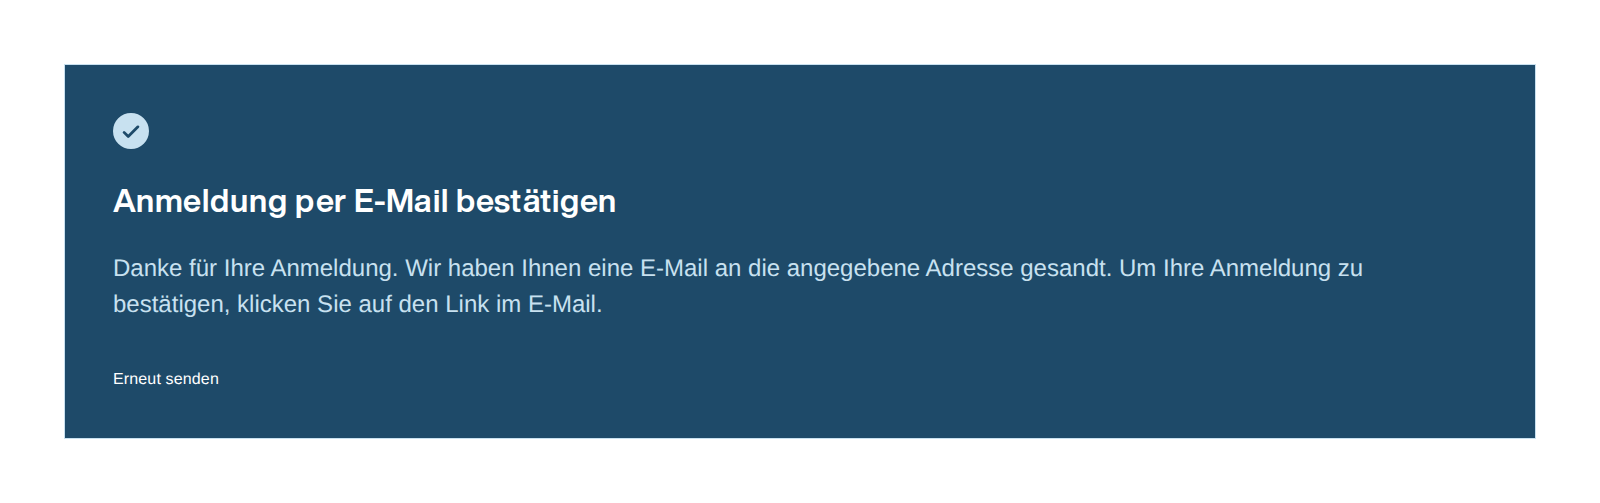 Anmeldung per E-Mail bestätigen
Danke für Ihre Anmeldung. Wir haben Ihnen eine E-Mail an die angegebene Adresse gesandt. Um Ihre Anmeldung zu
bestätigen, klicken Sie auf den Link im E-Mail.
Erneut senden